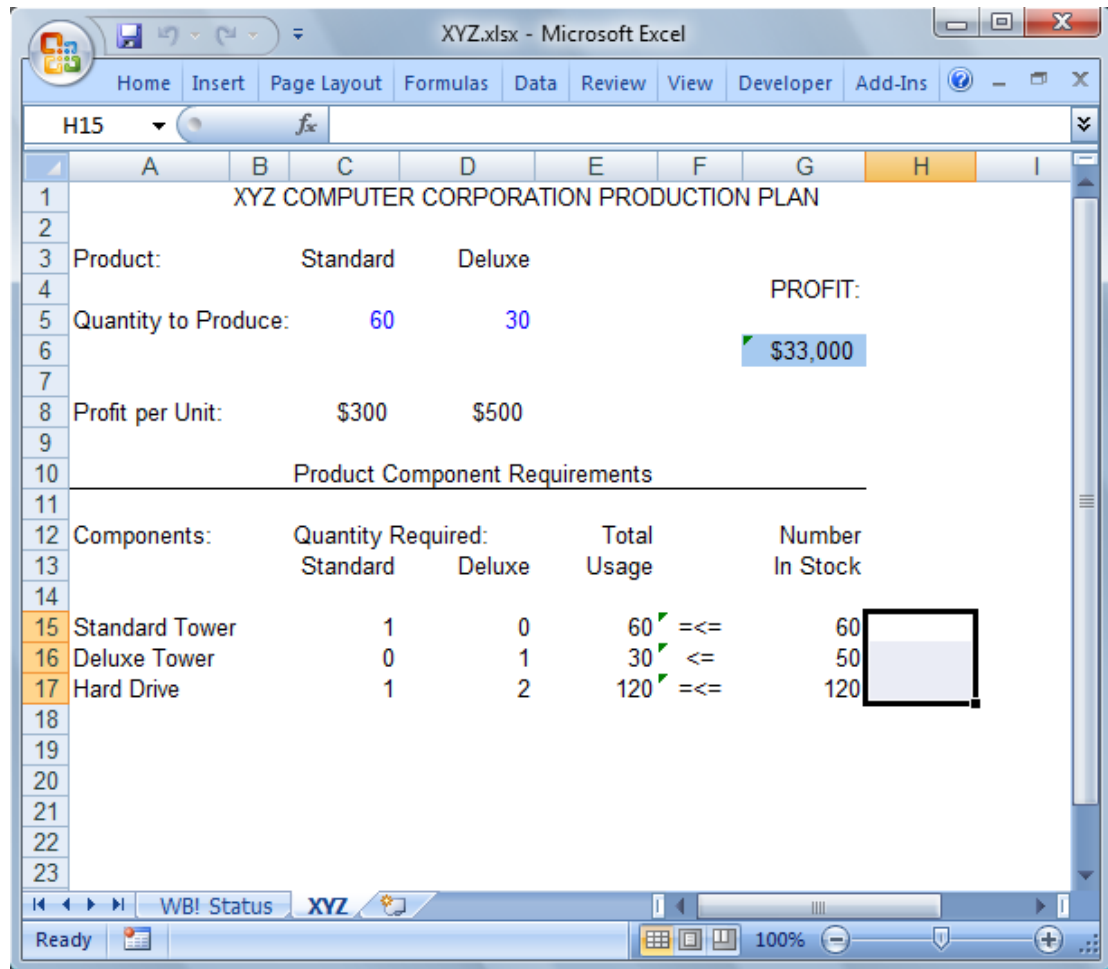 XYZ.xlsx - Microsoft Excel
Home Insert Page Layout Formulas Data Review View Developer Add-Ins
H15 fx
A B C D E F G H I
1 XYZ COMPUTER CORPORATION PRODUCTION PLAN
2
3 Product: Standard Deluxe
4 PROFIT:
5 Quantity to Produce: 60 30
6 $33,000
7
8 Profit per Unit: $300 $500
9
10 Product Component Requirements
11
12 Components: Quantity Required: Total Number
13 Standard Deluxe Usage In Stock
14
15 Standard Tower 1 0 60 =<= 60
16 Deluxe Tower 0 1 30 <= 50
17 Hard Drive 1 2 120 =<= 120
18
19
20
21
22
23
WB! Status XYZ
Ready 100%